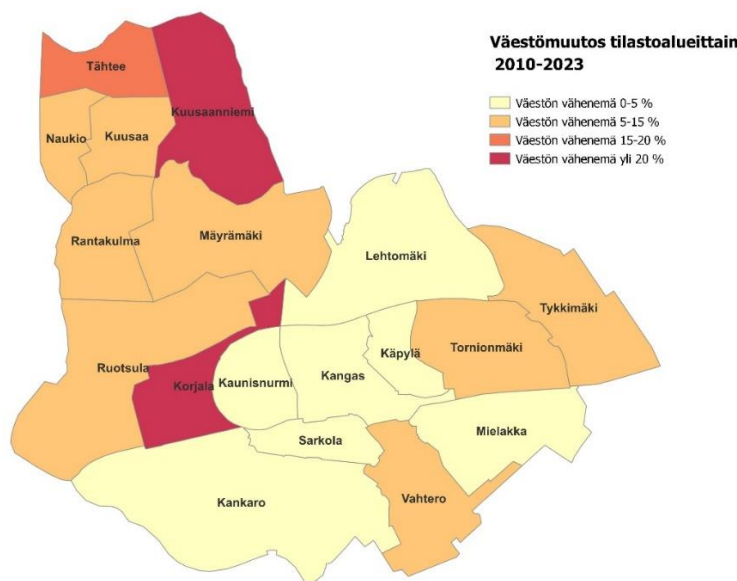 Väestömuutos tilastoalueittain
2010-2023
Väestön vähenemä 0-5 %
Väestön vähenemä 5-15 %
Väestön vähenemä 15-20 %
Väestön vähenemä yli 20 %
Tähtee
Kuusaanniemi
Naukio
Kuusaa
Rantakulma
Mäyrämäki
Lehtomäki
Tykkimäki
Ruotsula
Korjala
Kaunisnurmi
Kangas
Käpylä
Tornionmäki
Sarkola
Mielakka
Kankaro
Vahtero